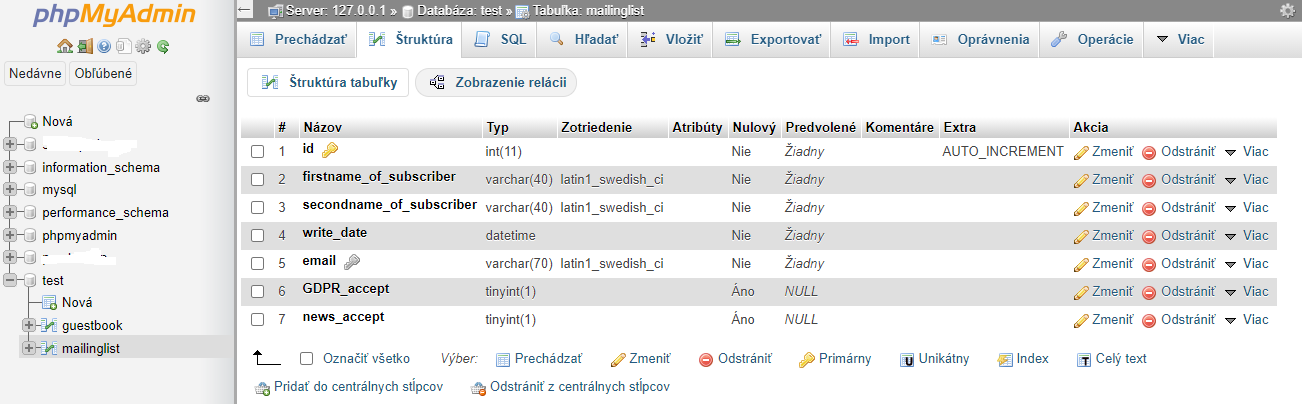 phpMyAdmin
Nedávne Obľúbené
Nová
information_schema
mysql
performance_schema
phpmyadmin
test
Nová
guestbook
mailinglist
Server: 127.0.0.1 » Databáza: test » Tabuľka: mailinglist
Prechádzať Štruktúra SQL Hľadať Vložiť Exportovať Import Oprávnenia Operácie Viac
Štruktúra tabuľky Zobrazenie relácii
# Názov Typ Zotriedenie Atribúty Nulový Predvolené Komentáre Extra Akcia
1 id int(11) Nie Žiadny AUTO_INCREMENT Zmeniť Odstrániť Viac
2 firstname_of_subscriber varchar(40) latin1_swedish_ci Nie Žiadny Zmeniť Odstrániť Viac
3 secondname_of_subscriber varchar(40) latin1_swedish_ci Nie Žiadny Zmeniť Odstrániť Viac
4 write_date datetime Nie Žiadny Zmeniť Odstrániť Viac
5 email varchar(70) latin1_swedish_ci Nie Žiadny Zmeniť Odstrániť Viac
6 GDPR_accept tinyint(1) Áno NULL Zmeniť Odstrániť Viac
7 news_accept tinyint(1) Áno NULL Zmeniť Odstrániť Viac
Označiť všetko Výber: Prechádzať Zmeniť Odstrániť Primárny Unikátny Index Celý text
Pridať do centrálnych stĺpcov Odstrániť z centrálnych stĺpcov